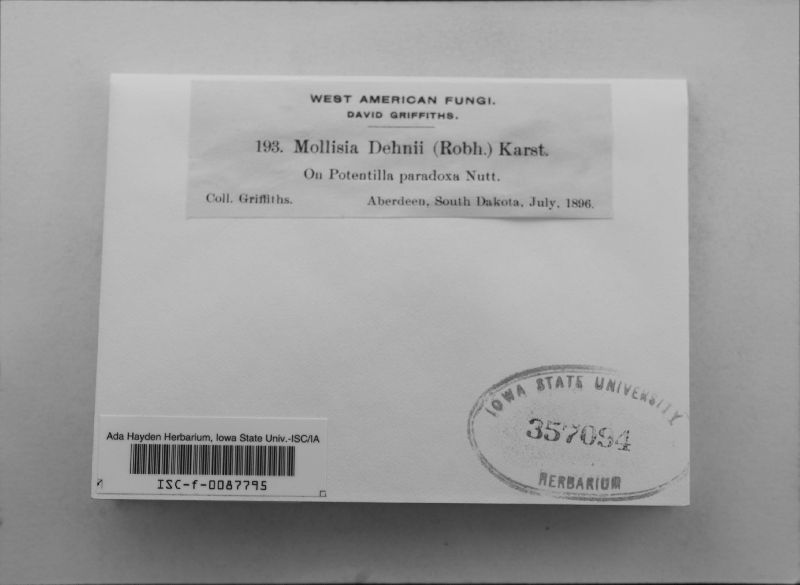 WEST AMERICAN FUNGI.
DAVID GRIFFITHS.
193. Mollisia Dehnii (Robh.) Karst.
On Potentilla paradoxa Nutt.
Coll. Griffiths. Aberdeen, South Dakota, July, 1896.
IOWA STATE UNIVERSITY
357094
HERBARIUM
Ada Hayden Herbarium, Iowa State Univ.-ISC/IA
ISC-f-0087795